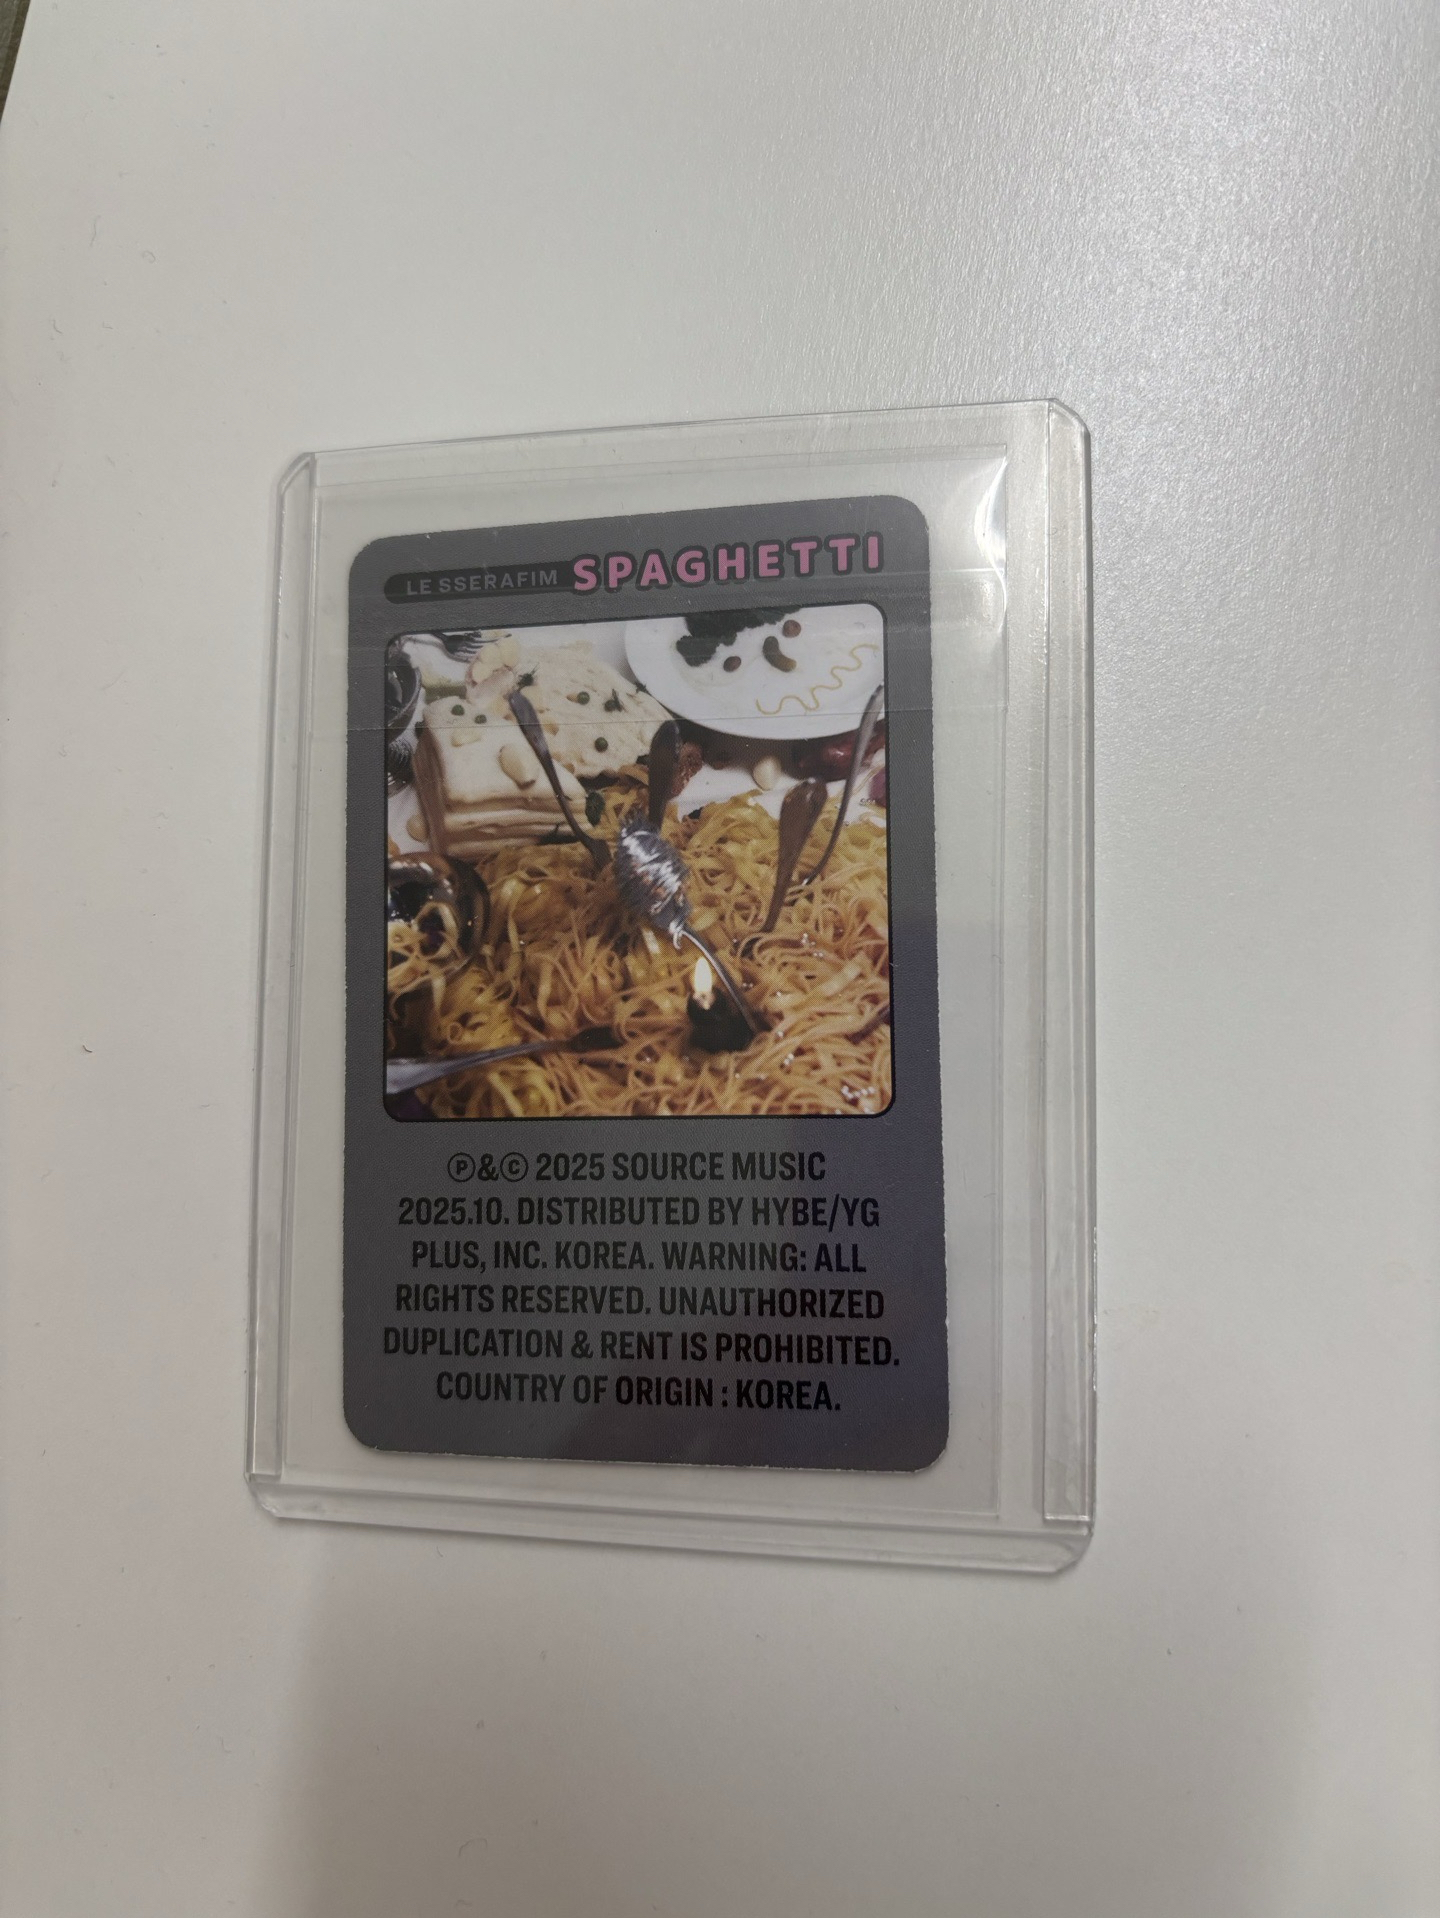 LE SSERAFIM SPAGHETTI
Ⓟ&Ⓒ 2025 SOURCE MUSIC
2025.10. DISTRIBUTED BY HYBE/YG
PLUS, INC. KOREA. WARNING: ALL
RIGHTS RESERVED. UNAUTHORIZED
DUPLICATION & RENT IS PROHIBITED.
COUNTRY OF ORIGIN : KOREA.